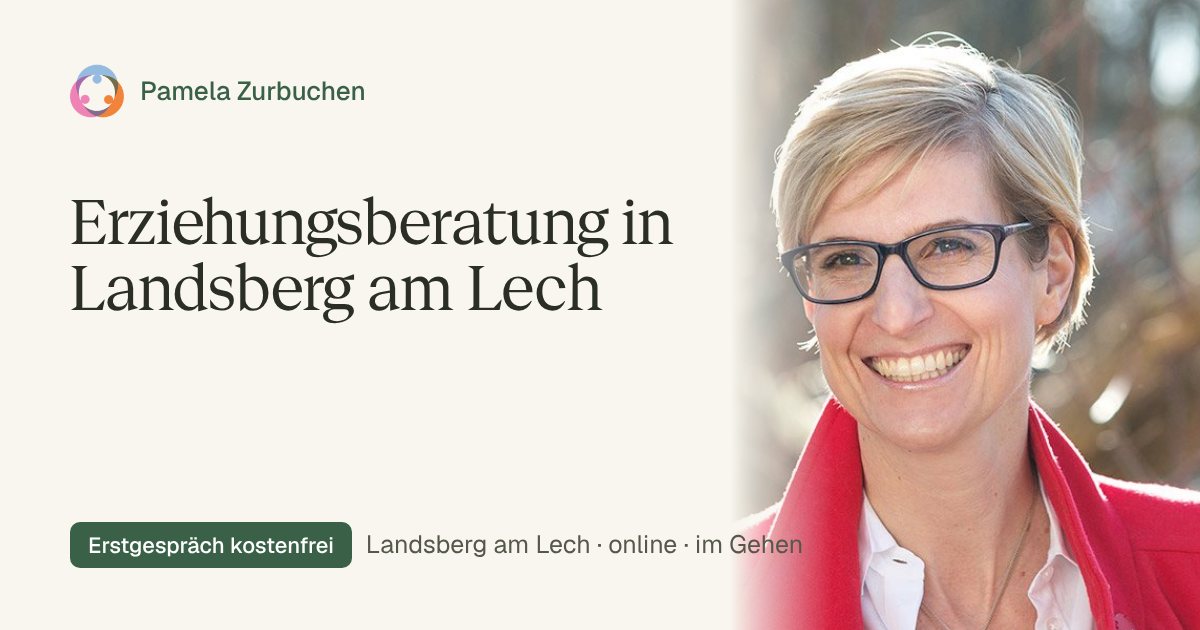 Pamela Zurbuchen
Erziehungsberatung in
Landsberg am Lech
Erstgespräch kostenfrei
Landsberg am Lech · online · im Gehen